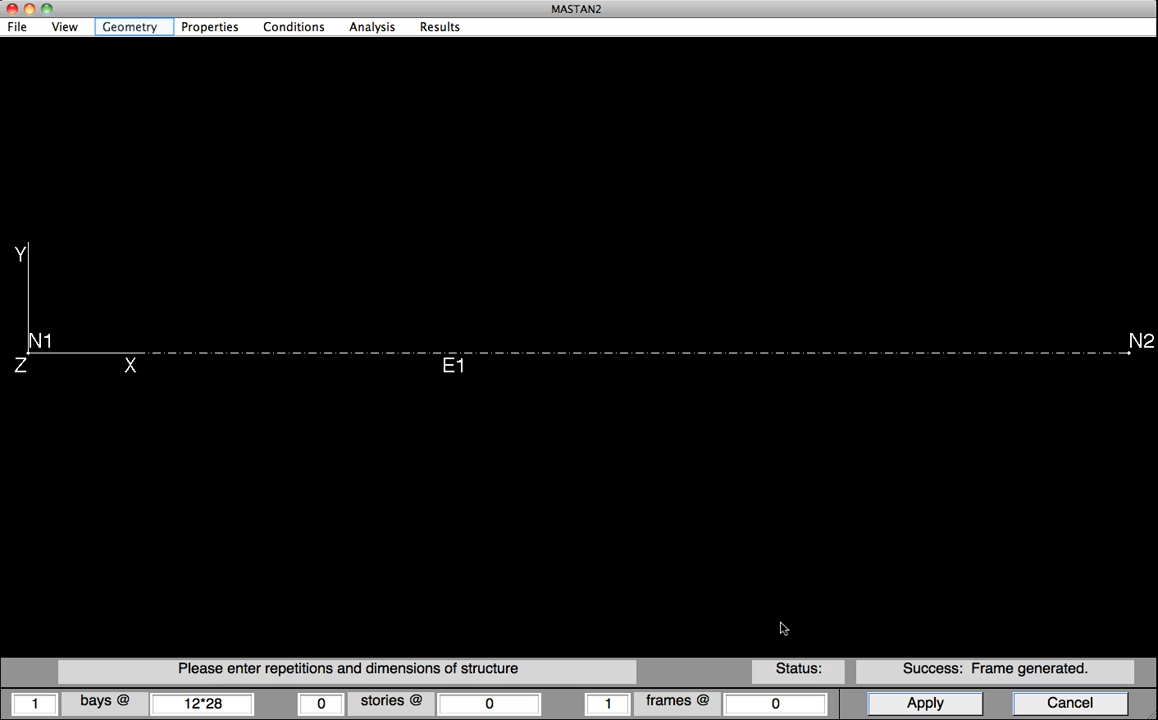 MASTAN2
File View Geometry Properties Conditions Analysis Results
Y
N1
N2
Z X E1
Please enter repetitions and dimensions of structure Status: Success: Frame generated.
1 bays @ 12*28 0 stories @ 0 1 frames @ 0 Apply Cancel